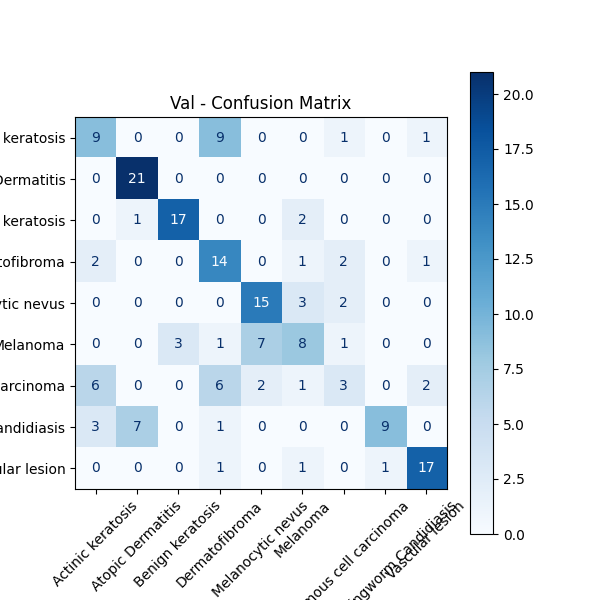 Val - Confusion Matrix
keratosis 9 0 0 9 0 0 1 0 1
Dermatitis 0 21 0 0 0 0 0 0 0
keratosis 0 1 17 0 0 2 0 0 0
tofibroma 2 0 0 14 0 1 2 0 1
ytic nevus 0 0 0 0 15 3 2 0 0
Melanoma 0 0 3 1 7 8 1 0 0
arcinoma 6 0 0 6 2 1 3 0 2
andidiasis 3 7 0 1 0 0 0 9 0
ular lesion 0 0 0 1 0 1 0 1 17
Actinic keratosis
Atopic Dermatitis
Benign keratosis
Dermatofibroma
Melanocytic nevus
Melanoma
mous cell carcinoma
ngworm Candidiasis
Vascular lesion
20.0
17.5
15.0
12.5
10.0
7.5
5.0
2.5
0.0